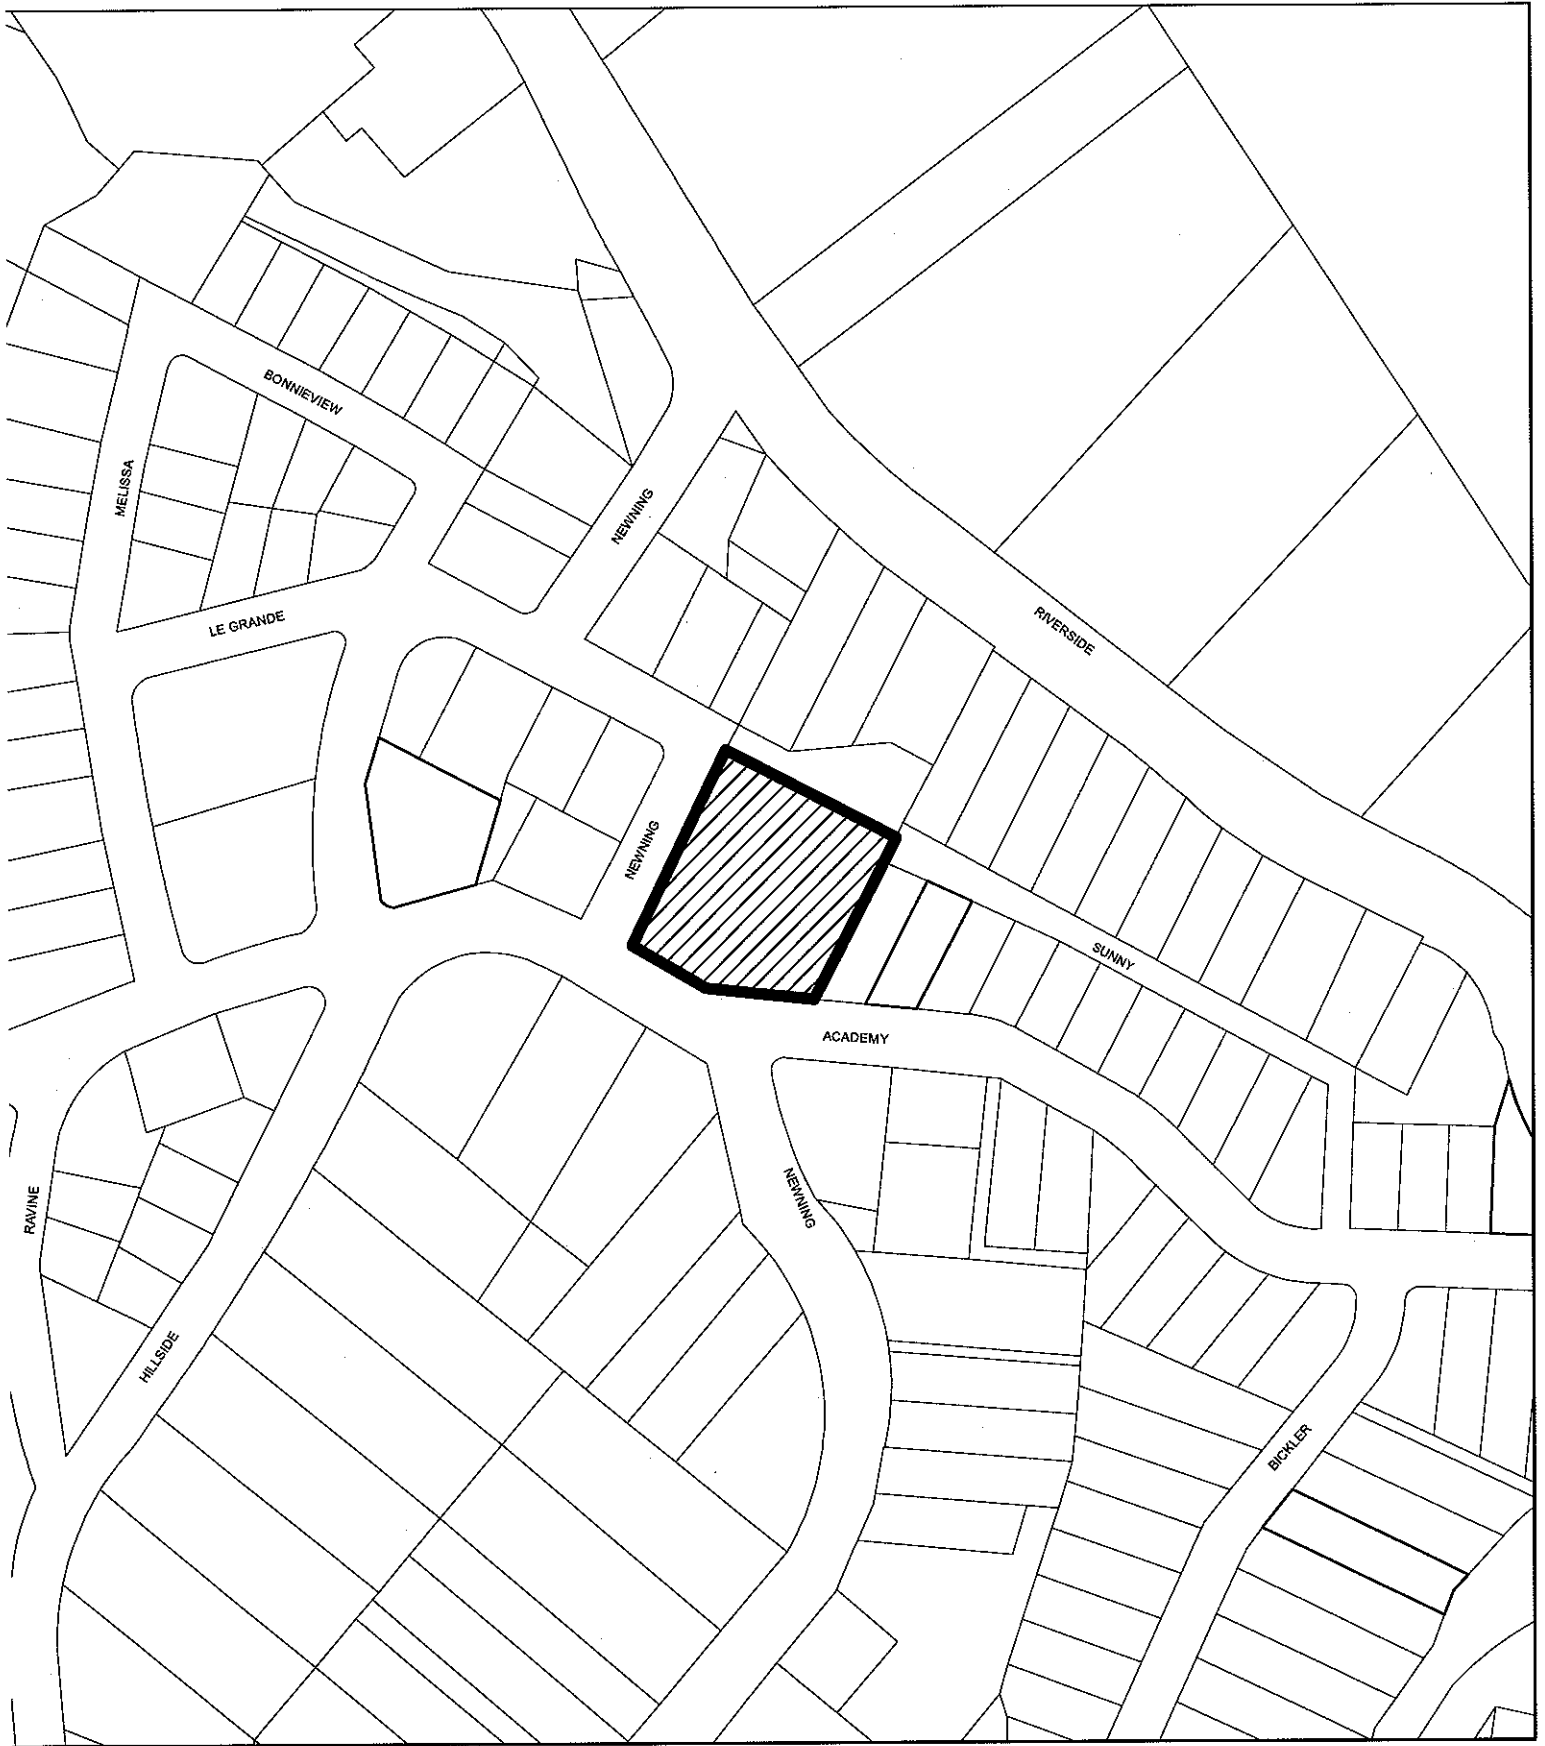 BONNIEVIEW
MELISSA
NEWNING
LE GRANDE
RIVERSIDE
NEWNING
SUNNY
ACADEMY
NEWNING
RAVINE
HILLSIDE
BICKLER